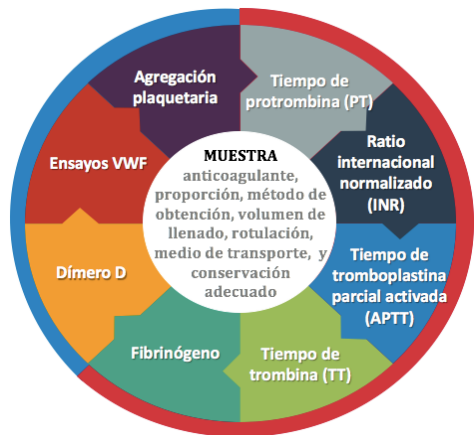 Agregación
plaquetaria
Tiempo de
protrombina (PT)
Ratio
internacional
normalizado
(INR)
Tiempo de
tromboplastina
parcial activada
(APTT)
Tiempo de
trombina (TT)
Fibrinógeno
Dímero D
Ensayos VWF
MUESTRA
anticoagulante,
proporción, método de
obtención, volumen de
llenado, rotulación,
medio de transporte, y
conservación
adecuado